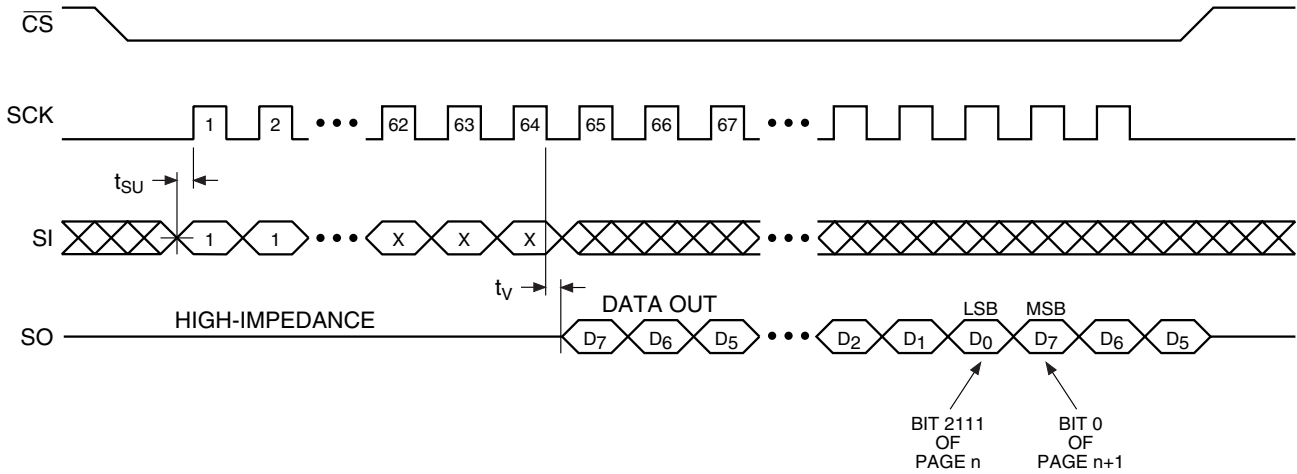 CS
SCK
1 2 ••• 62 63 64 65 66 67 •••
tSU
SI
1 1 ••• X X X •••
tV
DATA OUT
HIGH-IMPEDANCE
LSB MSB
SO
D7 D6 D5 ••• D2 D1 D0 D7 D6 D5
BIT 2111
OF
PAGE n
BIT 0
OF
PAGE n+1